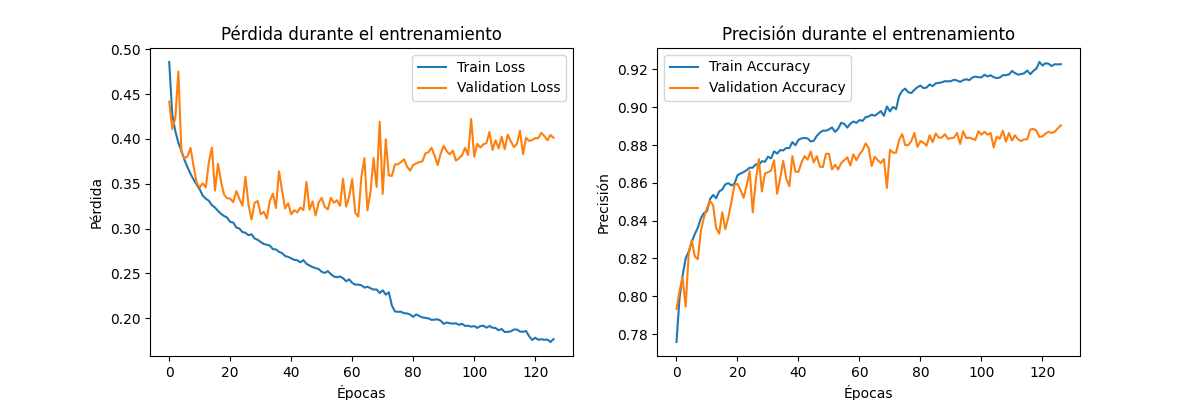 Pérdida durante el entrenamiento
Pérdida
0.50
0.45
0.40
0.35
0.30
0.25
0.20
Train Loss
Validation Loss
0 20 40 60 80 100 120
Épocas
Precisión durante el entrenamiento
Precisión
0.92
0.90
0.88
0.86
0.84
0.82
0.80
0.78
Train Accuracy
Validation Accuracy
0 20 40 60 80 100 120
Épocas